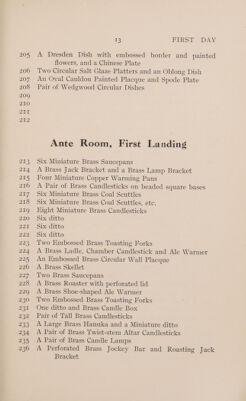 13 FIRST DAY
205 A Dresden Dish with embossed border and painted
flowers, and a Chinese Plate
206 Two Circular Salt Glaze Platters and an Oblong Dish
207 An Oval Cauldon Painted Placque and Spode Plate
208 Pair of Wedgwood Circular Dishes
209
210
211
212
Ante Room, First Landing
213 Six Miniature Brass Saucepans
214 A Brass Jack Bracket and a Brass Lamp Bracket
215 Four Miniature Copper Warming Pans
216 A Pair of Brass Candlesticks on beaded square bases
217 Six Miniature Brass Coal Scuttles
218 Six Miniature Brass Coal Scuttles, etc.
219 Eight Miniature Brass Candlesticks
220 Six ditto
221 Six ditto
222 Six ditto
223 Two Embossed Brass Toasting Forks
224 A Brass Ladle, Chamber Candlestick and Ale Warmer
225 An Embossed Brass Circular Wall Placque
226 A Brass Skellet
227 Two Brass Saucepans
228 A Brass Roaster with perforated lid
229 A Brass Shoe-shaped Ale Warmer
230 Two Embossed Brass Toasting Forks
231 One ditto and Brass Candle Box
232 Pair of Tall Brass Candlesticks
233 A Large Brass Hanuka and a Miniature ditto
234 A Pair of Brass Twist-stem Altar Candlesticks
235 A Pair of Brass Candle Lamps
236 A Perforated Brass Jockey Bar and Roasting Jack
Bracket